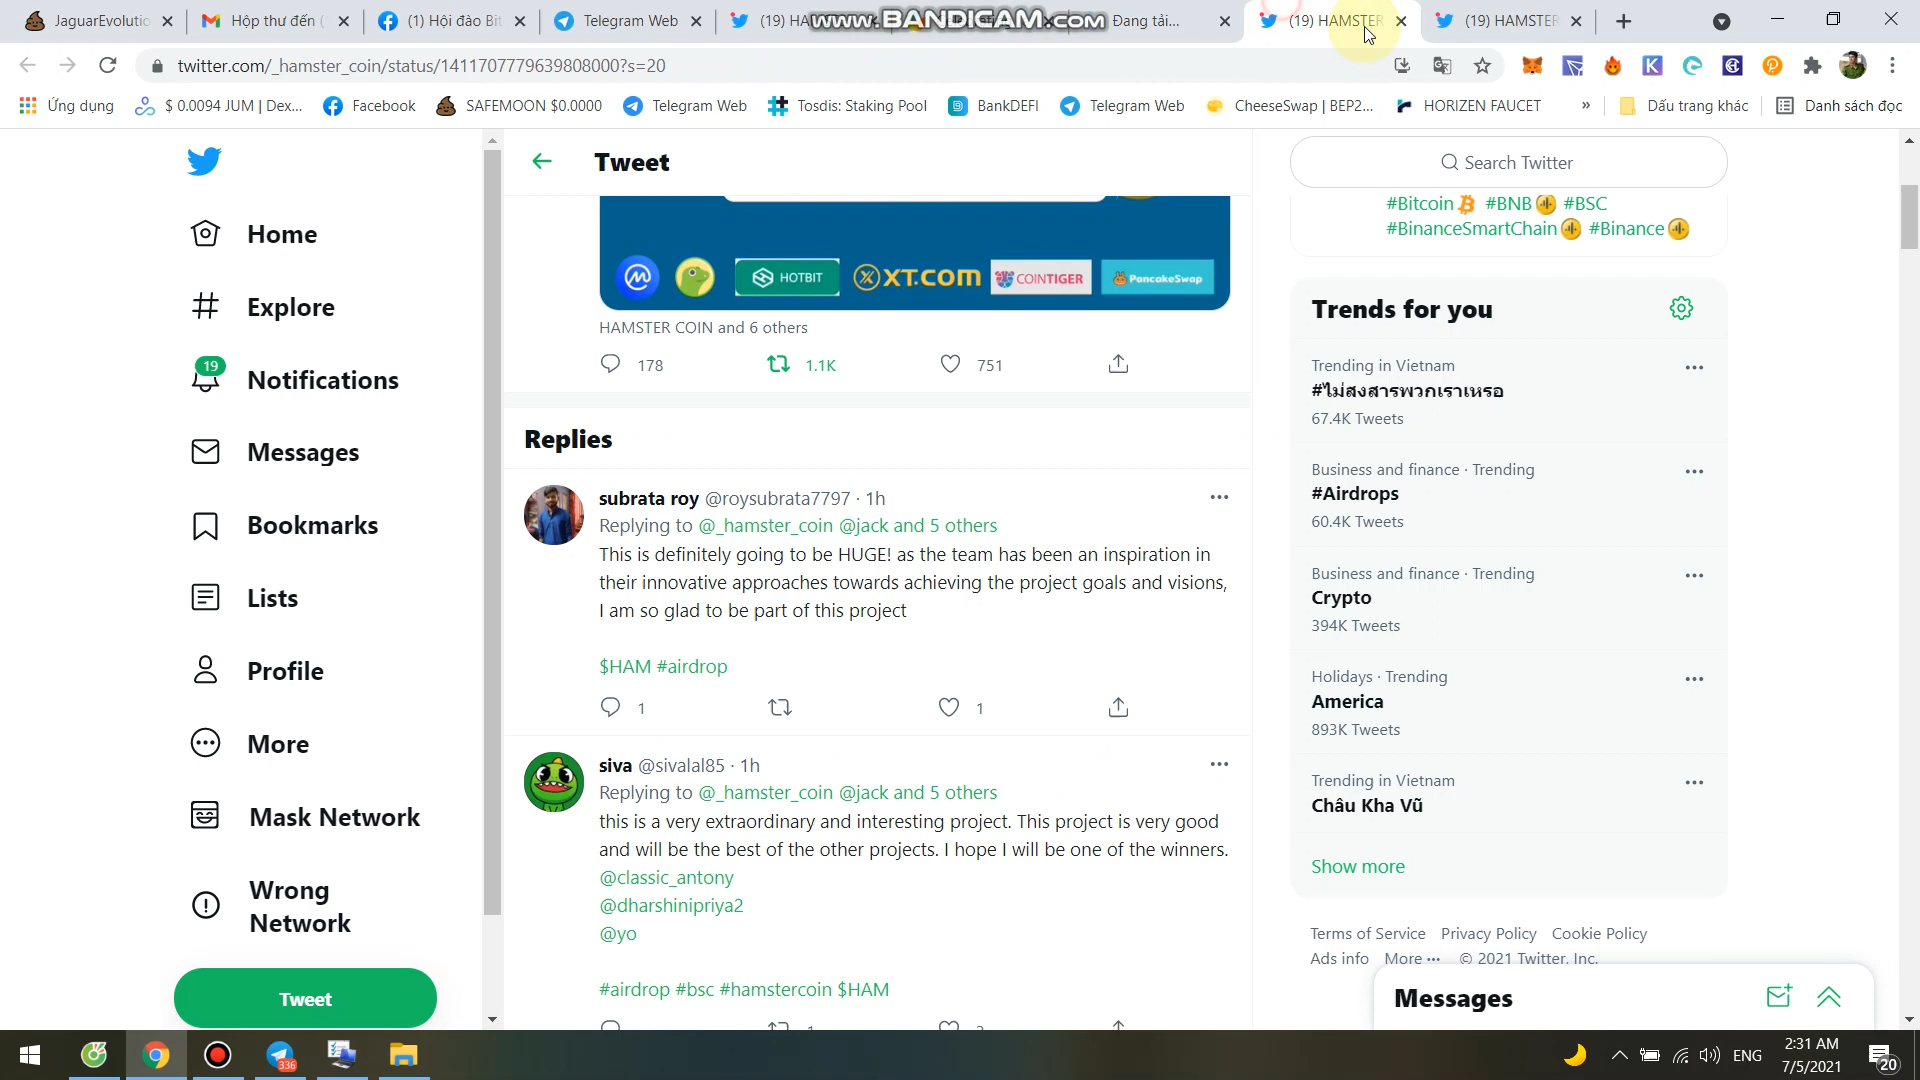 JaguarEvolutio
Hộp thư đến (
(1) Hội đào Bit
Telegram Web
(19) HA
www.BANDICAM.com
Đang tải...
(19) HAMSTER
(19) HAMSTER
twitter.com/_hamster_coin/status/1411707779639808000?s=20
Ứng dụng
$ 0.0094 JUM | Dex...
Facebook
SAFEMOON $0.0000
Telegram Web
Tosdis: Staking Pool
BankDEFI
Telegram Web
CheeseSwap | BEP2...
HORIZEN FAUCET
»
Dấu trang khác
Danh sách đọc
Home
Explore
19
Notifications
Messages
Bookmarks
Lists
Profile
More
Mask Network
Wrong
Network
Tweet
Tweet
HOTBIT
XT.COM
COINTIGER
PancakeSwap
HAMSTER COIN and 6 others
178
1.1K
751
Replies
subrata roy @roysubrata7797 · 1h
Replying to @_hamster_coin @jack and 5 others
This is definitely going to be HUGE! as the team has been an inspiration in
their innovative approaches towards achieving the project goals and visions,
I am so glad to be part of this project
$HAM #airdrop
1
1
siva @sivalal85 · 1h
Replying to @_hamster_coin @jack and 5 others
this is a very extraordinary and interesting project. This project is very good
and will be the best of the other projects. I hope I will be one of the winners.
@classic_antony
@dharshinipriya2
@yo
#airdrop #bsc #hamstercoin $HAM
Search Twitter
#Bitcoin #BNB #BSC
#BinanceSmartChain #Binance
Trends for you
Trending in Vietnam
#ไม่สงสารพวกเราเหรอ
67.4K Tweets
Business and finance · Trending
#Airdrops
60.4K Tweets
Business and finance · Trending
Crypto
394K Tweets
Holidays · Trending
America
893K Tweets
Trending in Vietnam
Châu Kha Vũ
Show more
Terms of Service Privacy Policy Cookie Policy
Ads info More ··· © 2021 Twitter, Inc.
Messages
336
ENG
2:31 AM
7/5/2021
20